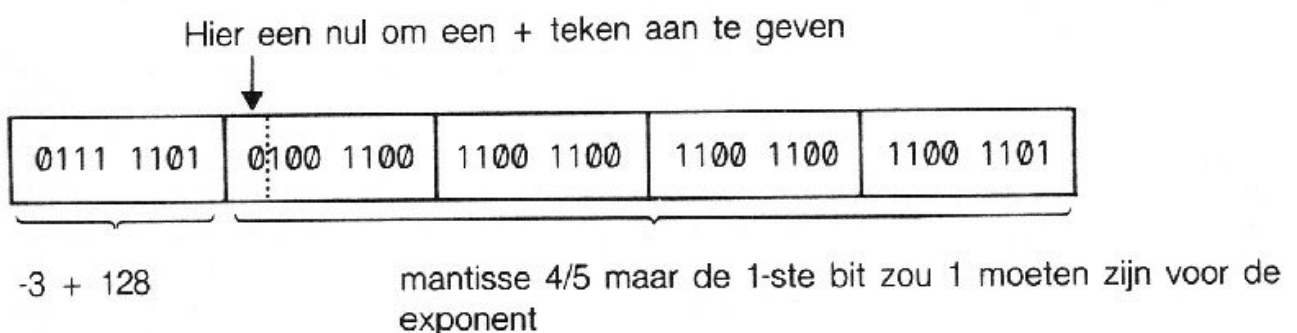 Hier een nul om een + teken aan te geven
0111 1101 0100 1100 1100 1100 1100 1100 1100 1101
-3 + 128
mantisse 4/5 maar de 1-ste bit zou 1 moeten zijn voor de
exponent